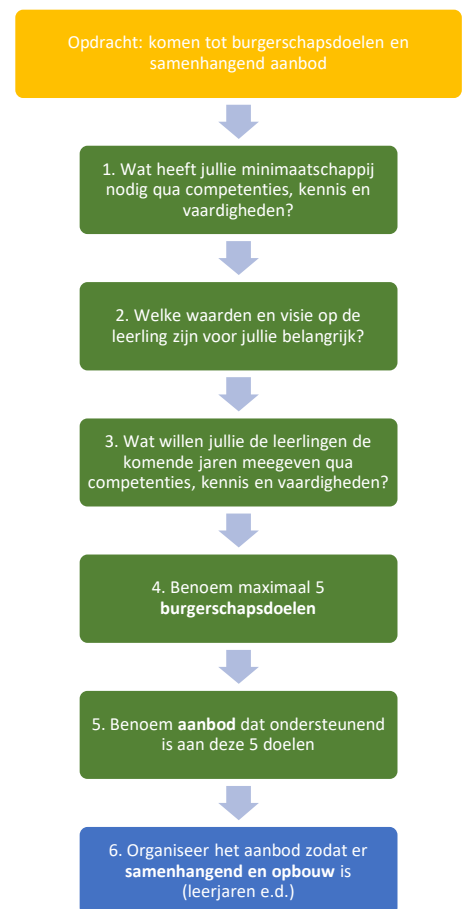 Opdracht: komen tot burgerschapsdoelen en
samenhangend aanbod
1. Wat heeft jullie minimaatschappij
nodig qua competenties, kennis en
vaardigheden?
2. Welke waarden en visie op de
leerling zijn voor jullie belangrijk?
3. Wat willen jullie de leerlingen de
komende jaren meegeven qua
competenties, kennis en vaardigheden?
4. Benoem maximaal 5
burgerschapsdoelen
5. Benoem aanbod dat ondersteunend
is aan deze 5 doelen
6. Organiseer het aanbod zodat er
samenhangend en opbouw is
(leerjaren e.d.)